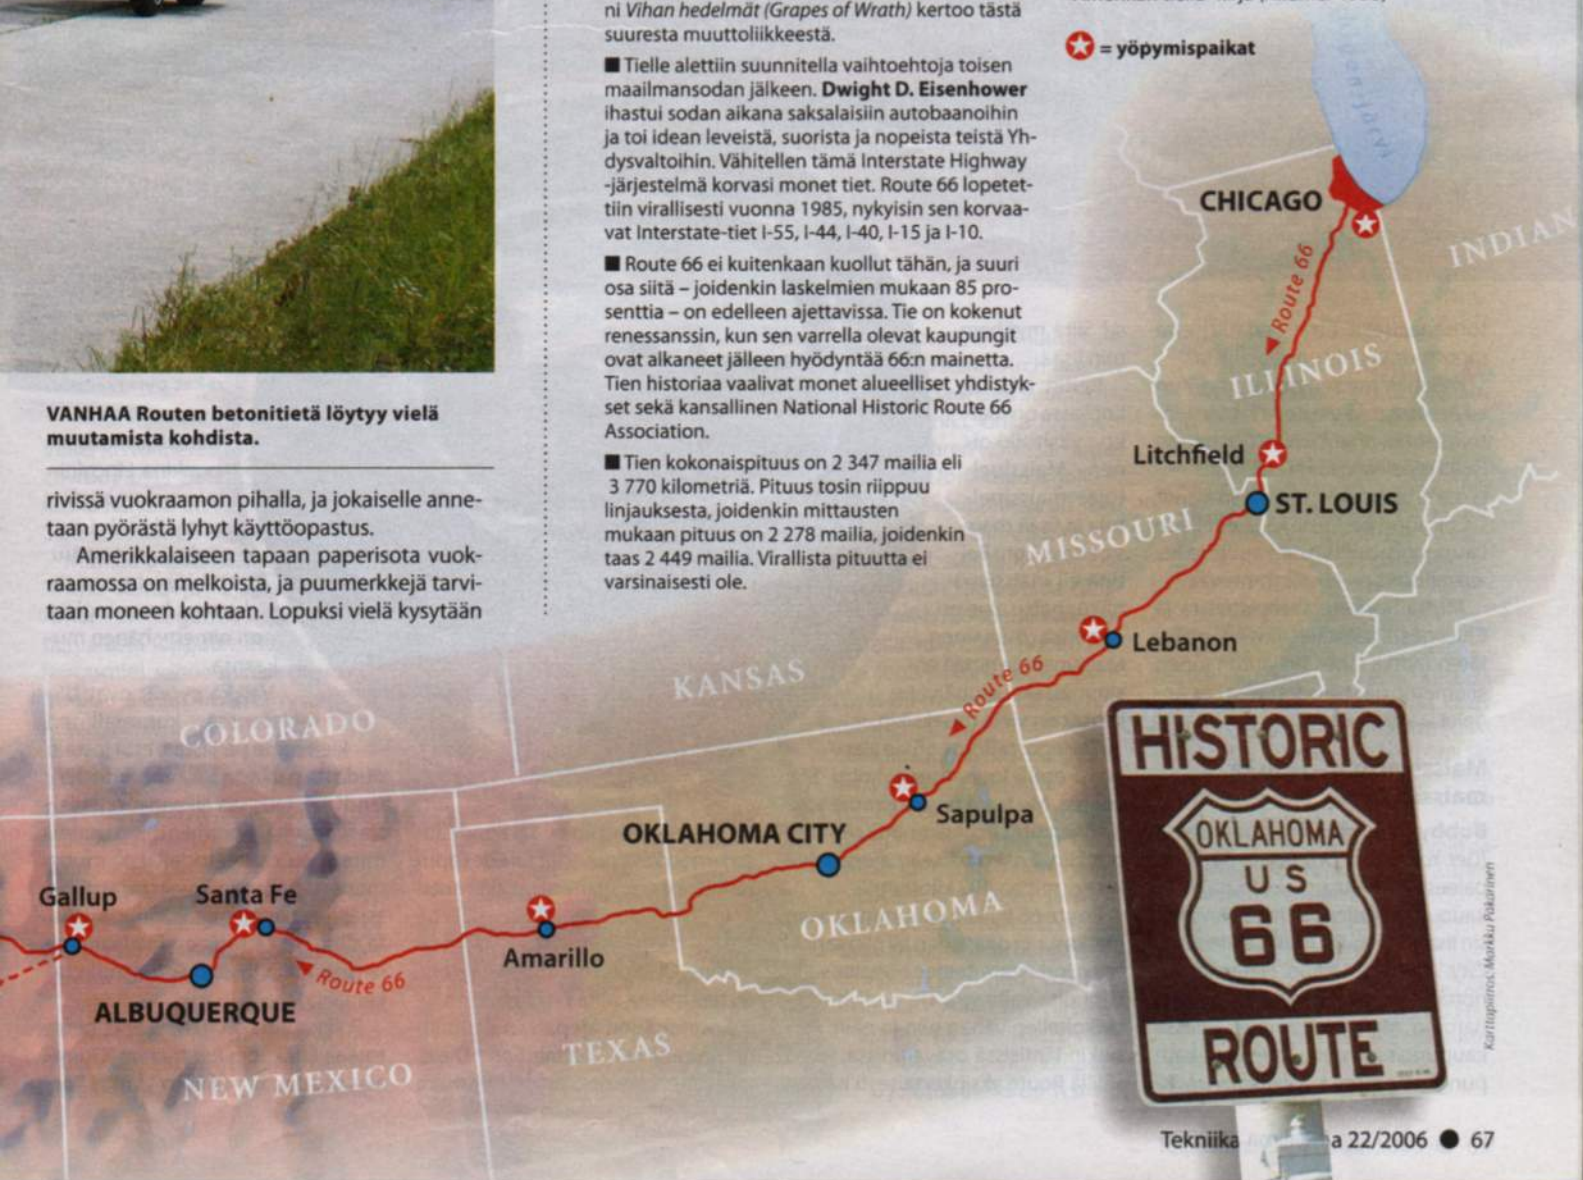 VANHAA Routen betonitietä löytyy vielä
muutamista kohdista.
rivissä vuokraamon pihalla, ja jokaiselle anne-
taan pyörästä lyhyt käyttöopastus.
Amerikkalaiseen tapaan paperisota vuok-
raamossa on melkoista, ja puumerkkejä tarvi-
taan moneen kohtaan. Lopuksi vielä kysytään
ni Vihan hedelmät (Grapes of Wrath) kertoo tästä
suuresta muuttoliikkeestä.
■ Tielle alettiin suunnitella vaihtoehtoja toisen
maailmansodan jälkeen. Dwight D. Eisenhower
ihastui sodan aikana saksalaisiin autobaanoihin
ja toi idean leveistä, suorista ja nopeista teistä Yh-
dysvaltoihin. Vähitellen tämä Interstate Highway
-järjestelmä korvasi monet tiet. Route 66 lopetet-
tiin virallisesti vuonna 1985, nykyisin sen korvaa-
vat Interstate-tiet I-55, I-44, I-40, I-15 ja I-10.
■ Route 66 ei kuitenkaan kuollut tähän, ja suuri
osa siitä – joidenkin laskelmien mukaan 85 pro-
senttia – on edelleen ajettavissa. Tie on kokenut
renessanssin, kun sen varrella olevat kaupungit
ovat alkaneet jälleen hyödyntää 66:n mainetta.
Tien historiaa vaalivat monet alueelliset yhdistyk-
set sekä kansallinen National Historic Route 66
Association.
■ Tien kokonaispituus on 2 347 mailia eli
3 770 kilometriä. Pituus tosin riippuu
linjauksesta, joidenkin mittausten
mukaan pituus on 2 278 mailia, joidenkin
taas 2 449 mailia. Virallista pituutta ei
varsinaisesti ole.
= yöpymispaikat
CHICAGO
INDIAN
Route 66
ILLINOIS
Litchfield
ST. LOUIS
MISSOURI
Lebanon
Route 66
KANSAS
COLORADO
Sapulpa
OKLAHOMA CITY
OKLAHOMA
Gallup
Santa Fe
Amarillo
Route 66
ALBUQUERQUE
TEXAS
NEW MEXICO
HISTORIC
OKLAHOMA
US
66
ROUTE
Karttapiirros: Markku Pakarinen
Tekniika
a 22/2006 ● 67